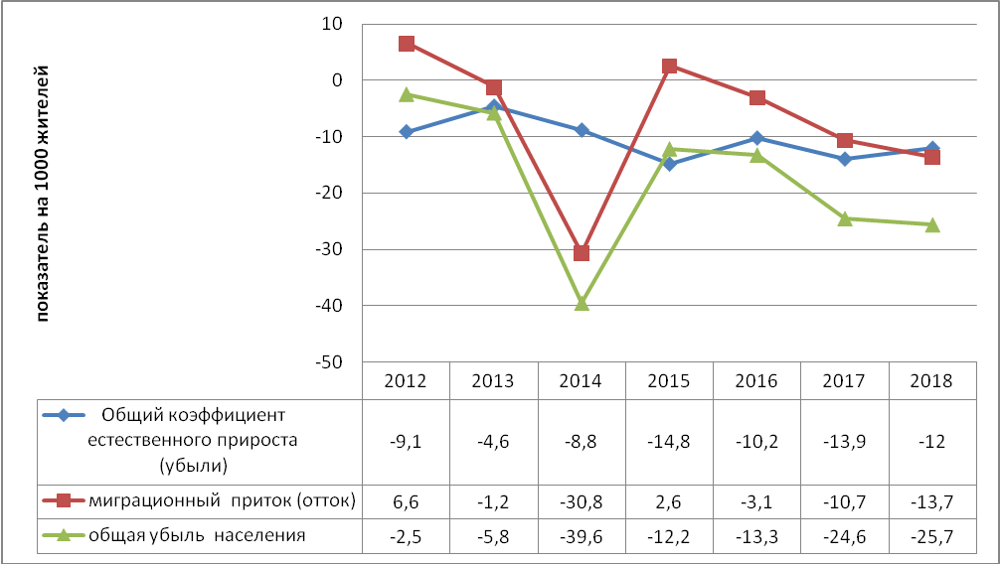 показатель на 1000 жителей
10
0
-10
-20
-30
-40
-50
2012 2013 2014 2015 2016 2017 2018
Общий коэффициент
естественного прироста
(убыли)
-9,1 -4,6 -8,8 -14,8 -10,2 -13,9 -12
миграционный приток (отток) 6,6 -1,2 -30,8 2,6 -3,1 -10,7 -13,7
общая убыль населения -2,5 -5,8 -39,6 -12,2 -13,3 -24,6 -25,7